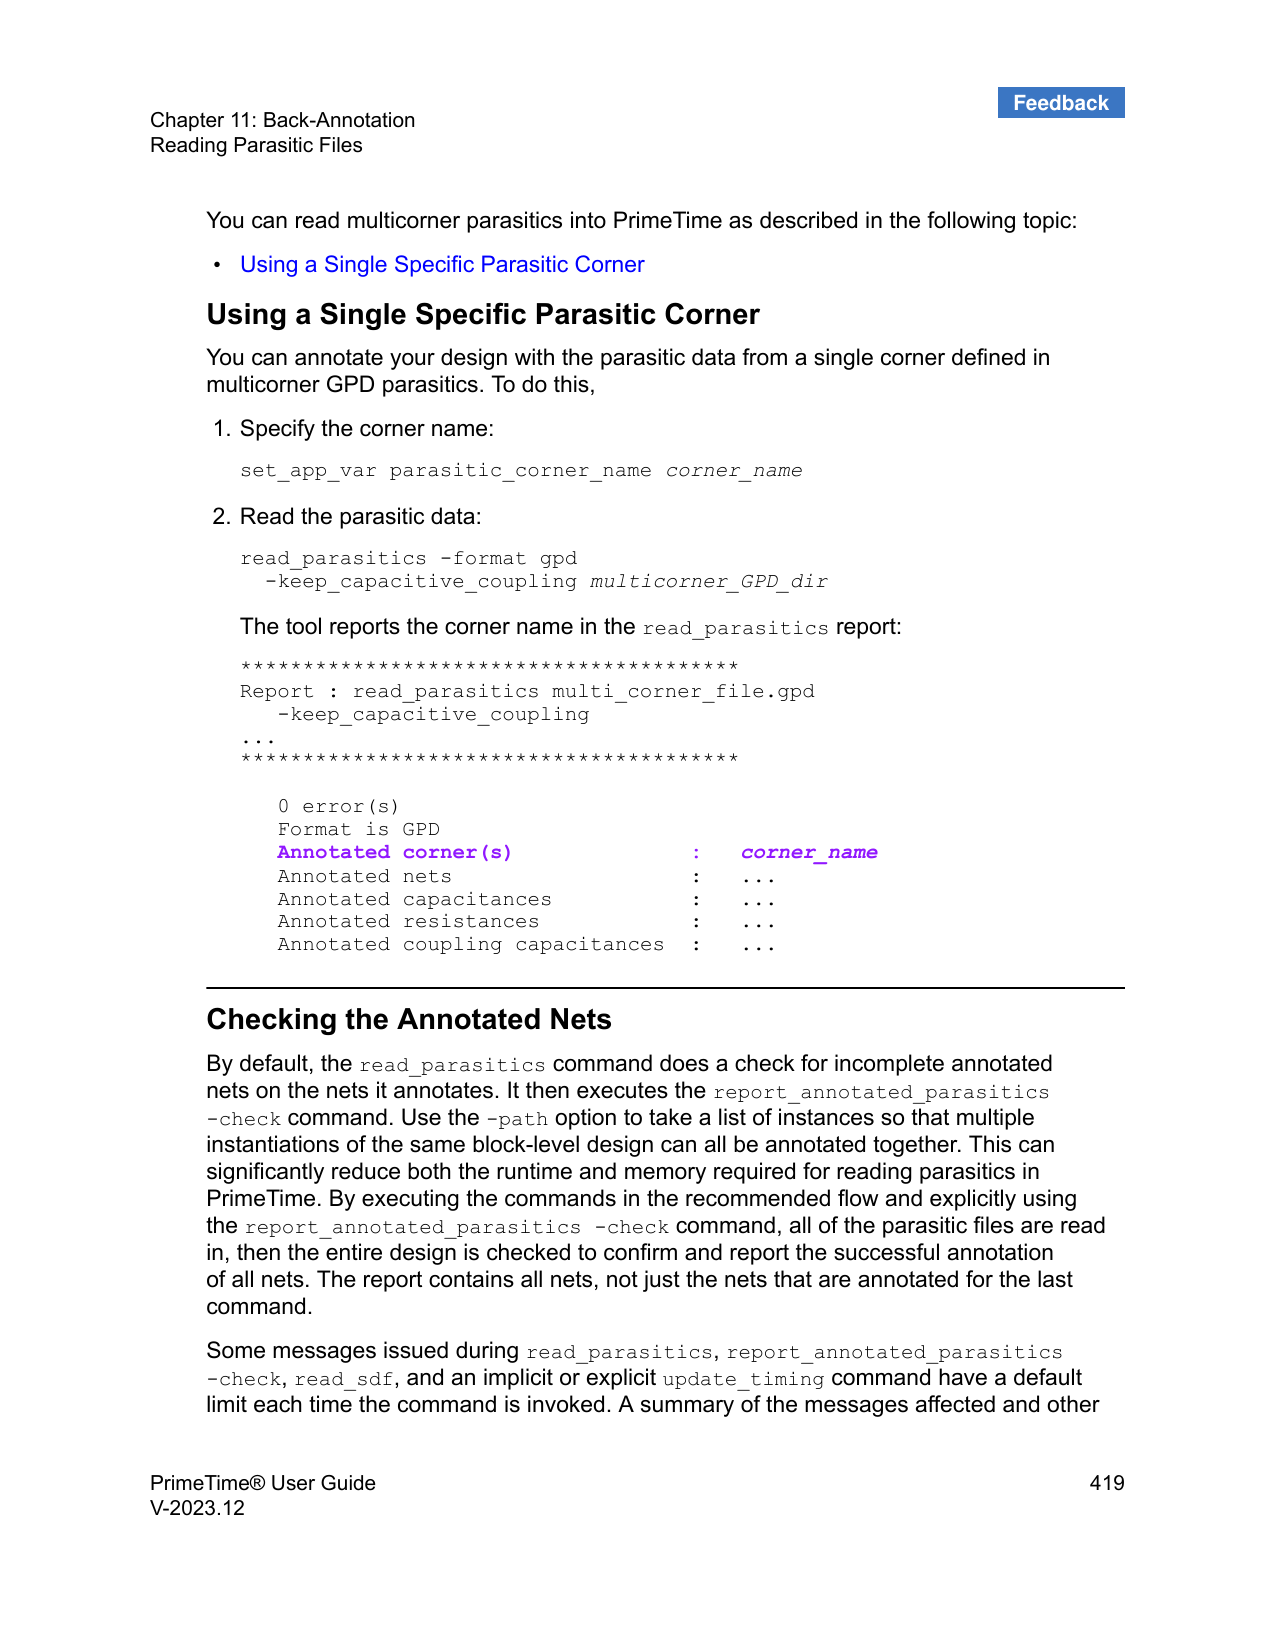 Feedback
Chapter 11: Back-Annotation
Reading Parasitic Files
You can read multicorner parasitics into PrimeTime as described in the following topic:
• Using a Single Specific Parasitic Corner
Using a Single Specific Parasitic Corner
You can annotate your design with the parasitic data from a single corner defined in
multicorner GPD parasitics. To do this,
1. Specify the corner name:
set_app_var parasitic_corner_name corner_name
2. Read the parasitic data:
read_parasitics -format gpd
-keep_capacitive_coupling multicorner_GPD_dir
The tool reports the corner name in the read_parasitics report:
****************************************
Report : read_parasitics multi_corner_file.gpd
-keep_capacitive_coupling
...
****************************************
0 error(s)
Format is GPD
Annotated corner(s) : corner_name
Annotated nets : ...
Annotated capacitances : ...
Annotated resistances : ...
Annotated coupling capacitances : ...
Checking the Annotated Nets
By default, the read_parasitics command does a check for incomplete annotated
nets on the nets it annotates. It then executes the report_annotated_parasitics
-check command. Use the -path option to take a list of instances so that multiple
instantiations of the same block-level design can all be annotated together. This can
significantly reduce both the runtime and memory required for reading parasitics in
PrimeTime. By executing the commands in the recommended flow and explicitly using
the report_annotated_parasitics -check command, all of the parasitic files are read
in, then the entire design is checked to confirm and report the successful annotation
of all nets. The report contains all nets, not just the nets that are annotated for the last
command.
Some messages issued during read_parasitics, report_annotated_parasitics
-check, read_sdf, and an implicit or explicit update_timing command have a default
limit each time the command is invoked. A summary of the messages affected and other
PrimeTime® User Guide 419
V-2023.12